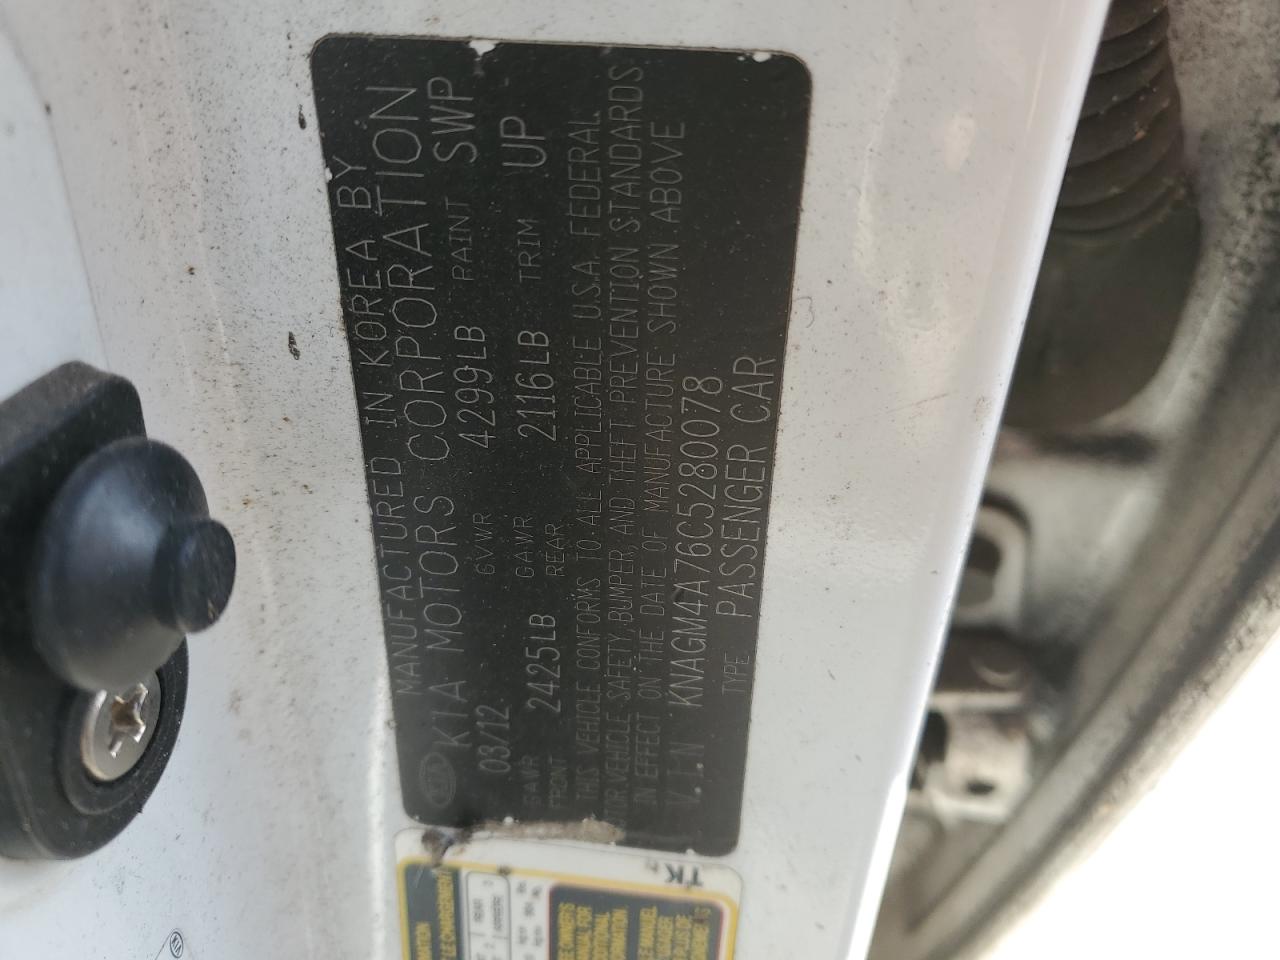 MANUFACTURED IN KOREA BY
KIA MOTORS CORPORATION
KIA
03/12 GVWR 4299LB PAINT SWP
GAWR FRONT 2425LB GAWR REAR 2116LB TRIM UP
THIS VEHICLE CONFORMS TO ALL APPLICABLE U.S.A. FEDERAL
MOTOR VEHICLE SAFETY, BUMPER, AND THEFT PREVENTION STANDARDS
IN EFFECT ON THE DATE OF MANUFACTURE SHOWN ABOVE
V.I.N KNAGM4A76C5280078
TYPE PASSENGER CAR
TK